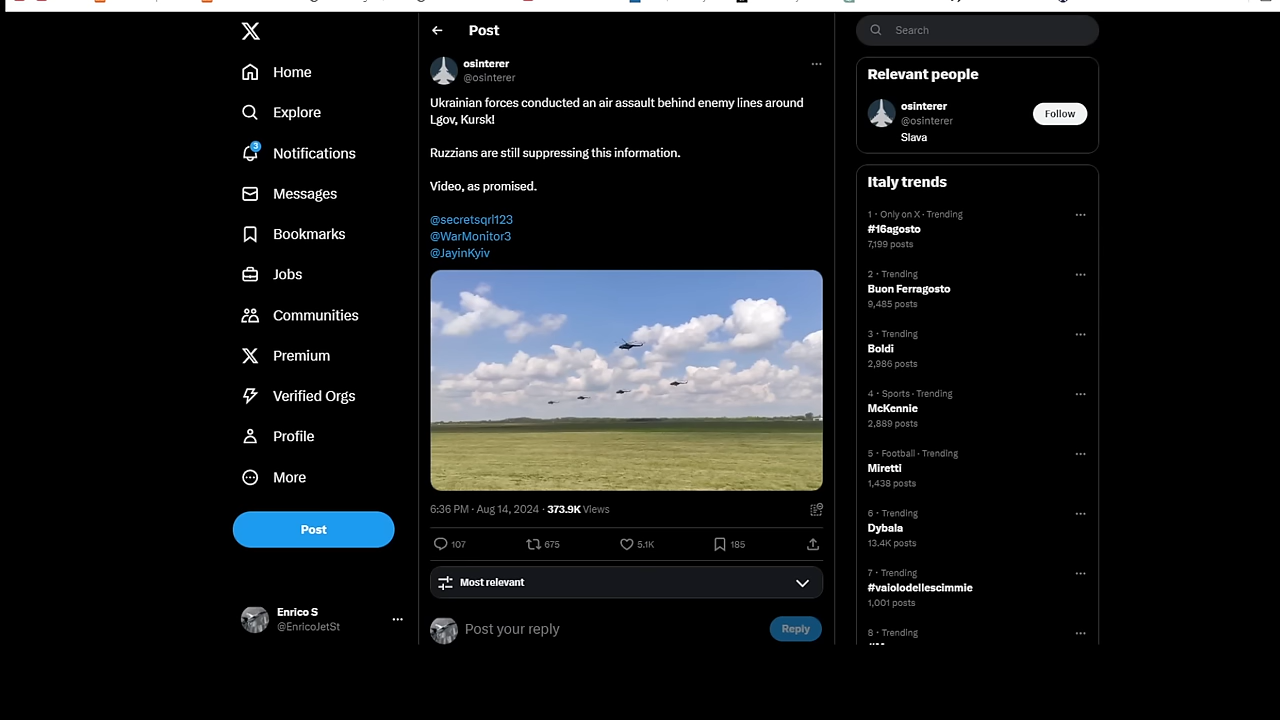 Home
Explore
3
Notifications
Messages
Bookmarks
Jobs
Communities
Premium
Verified Orgs
Profile
More
Post
Enrico S
@EnricoJetSt
Post
osinterer
@osinterer
Ukrainian forces conducted an air assault behind enemy lines around
Lgov, Kursk!
Ruzzians are still suppressing this information.
Video, as promised.
@secretsqrl123
@WarMonitor3
@JayinKyiv
6:36 PM · Aug 14, 2024 · 373.9K Views
107 675 5.1K 185
Most relevant
Post your reply
Reply
Search
Relevant people
osinterer
@osinterer
Follow
Slava
Italy trends
1 · Only on X · Trending
#16agosto
7,199 posts
2 · Trending
Buon Ferragosto
9,485 posts
3 · Trending
Boldi
2,986 posts
4 · Sports · Trending
McKennie
2,889 posts
5 · Football · Trending
Miretti
1,438 posts
6 · Trending
Dybala
13.4K posts
7 · Trending
#vaiolodellescimmie
1,001 posts
8 · Trending